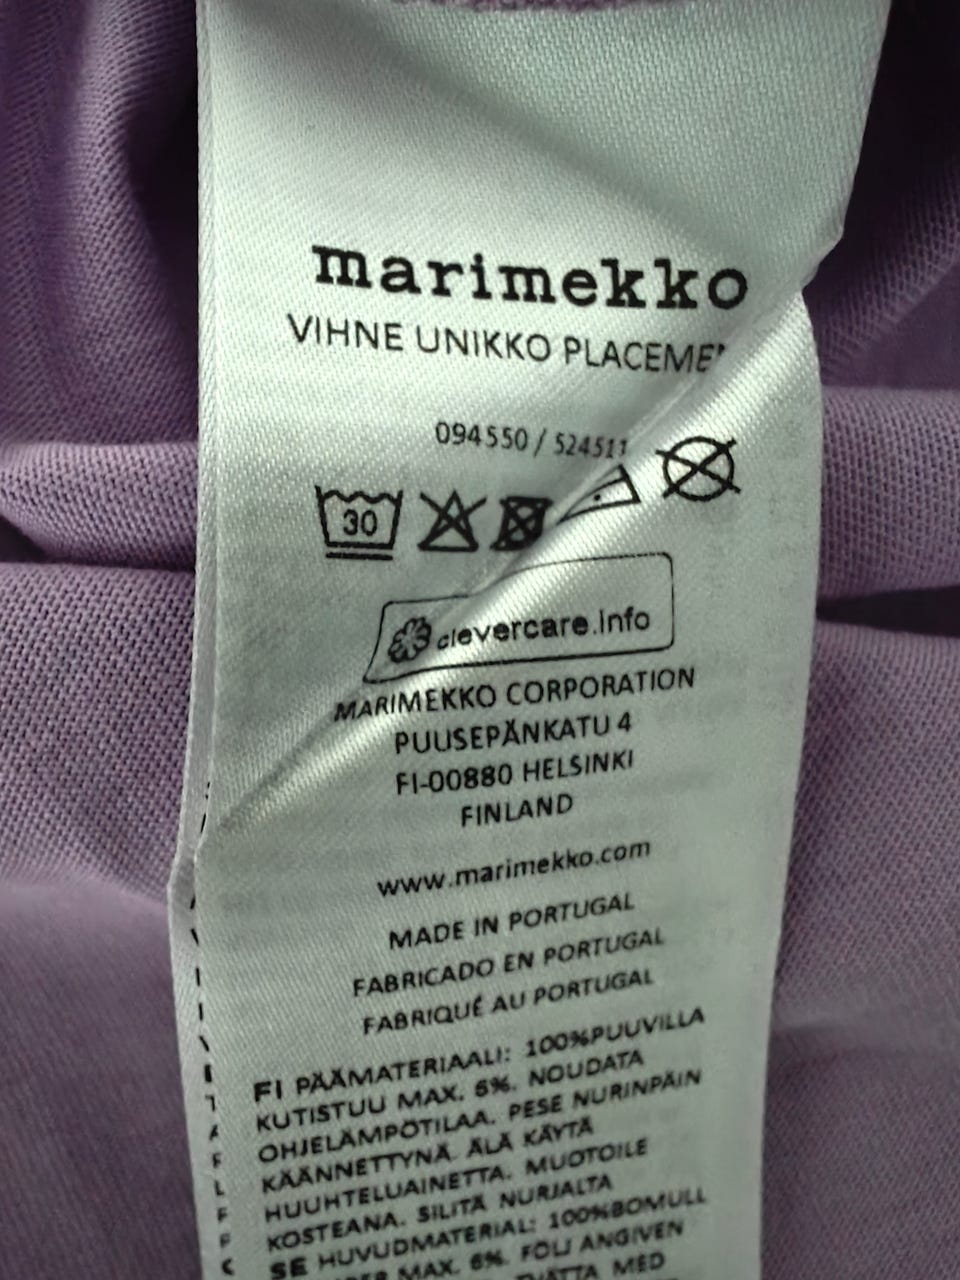 marimekko
VIHNE UNIKKO
094550 / 524511
30
clevercare.info
MARIMEKKO CORPORATION
PUUSEPÄNKATU 4
FI-00880 HELSINKI
FINLAND
www.marimekko.com
MADE IN PORTUGAL
FABRICADO EN PORTUGAL
FABRIQUÉ AU PORTUGAL
FI PÄÄMATERIAALI: 100%PUUVILLA
KUTISTUU MAX. 6%. NOUDATA
OHJELÄMPÖTILAA. PESE NURINPÄIN
KÄÄNNETTYNÄ. ÄLÄ KÄYTÄ
HUUHTELUAINETTA. MUOTOILE
KOSTEANA. SILITÄ NURJALTA
SE HUVUDMATERIAL: 100%BOMULL
MAX. 6%. FÖLJ ANGIVEN
MED